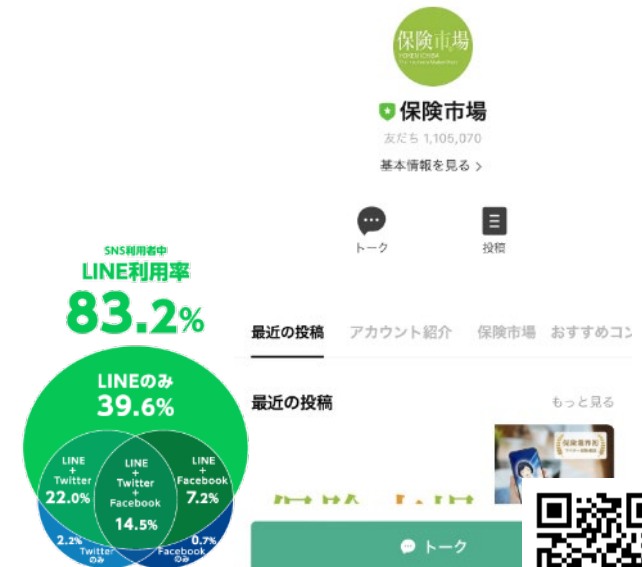 保険市場
保険市場
友だち 1,105,070
基本情報を見る >
トーク
投稿
SNS利用者中
LINE利用率
83.2%
LINEのみ
39.6%
LINE
+
Twitter
22.0%
LINE
+
Twitter
+
Facebook
14.5%
LINE
+
Facebook
7.2%
2.2%
Twitter
のみ
0.7%
Facebook
のみ
最近の投稿
アカウント紹介
保険市場
おすすめコン
最近の投稿
もっと見る
トーク